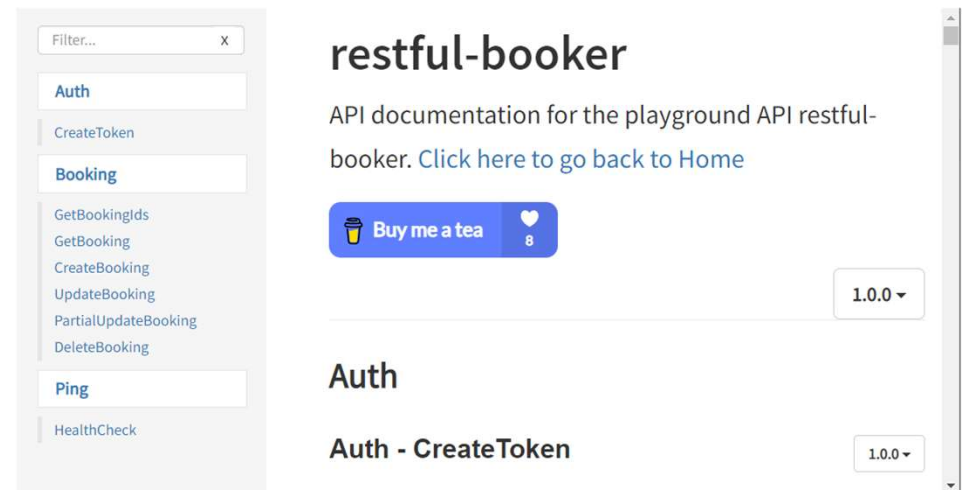 Filter...
X
Auth
CreateToken
Booking
GetBookingIds
GetBooking
CreateBooking
UpdateBooking
PartialUpdateBooking
DeleteBooking
Ping
HealthCheck
restful-booker
API documentation for the playground API restful-
booker. Click here to go back to Home
Buy me a tea
8
1.0.0
Auth
Auth - CreateToken
1.0.0